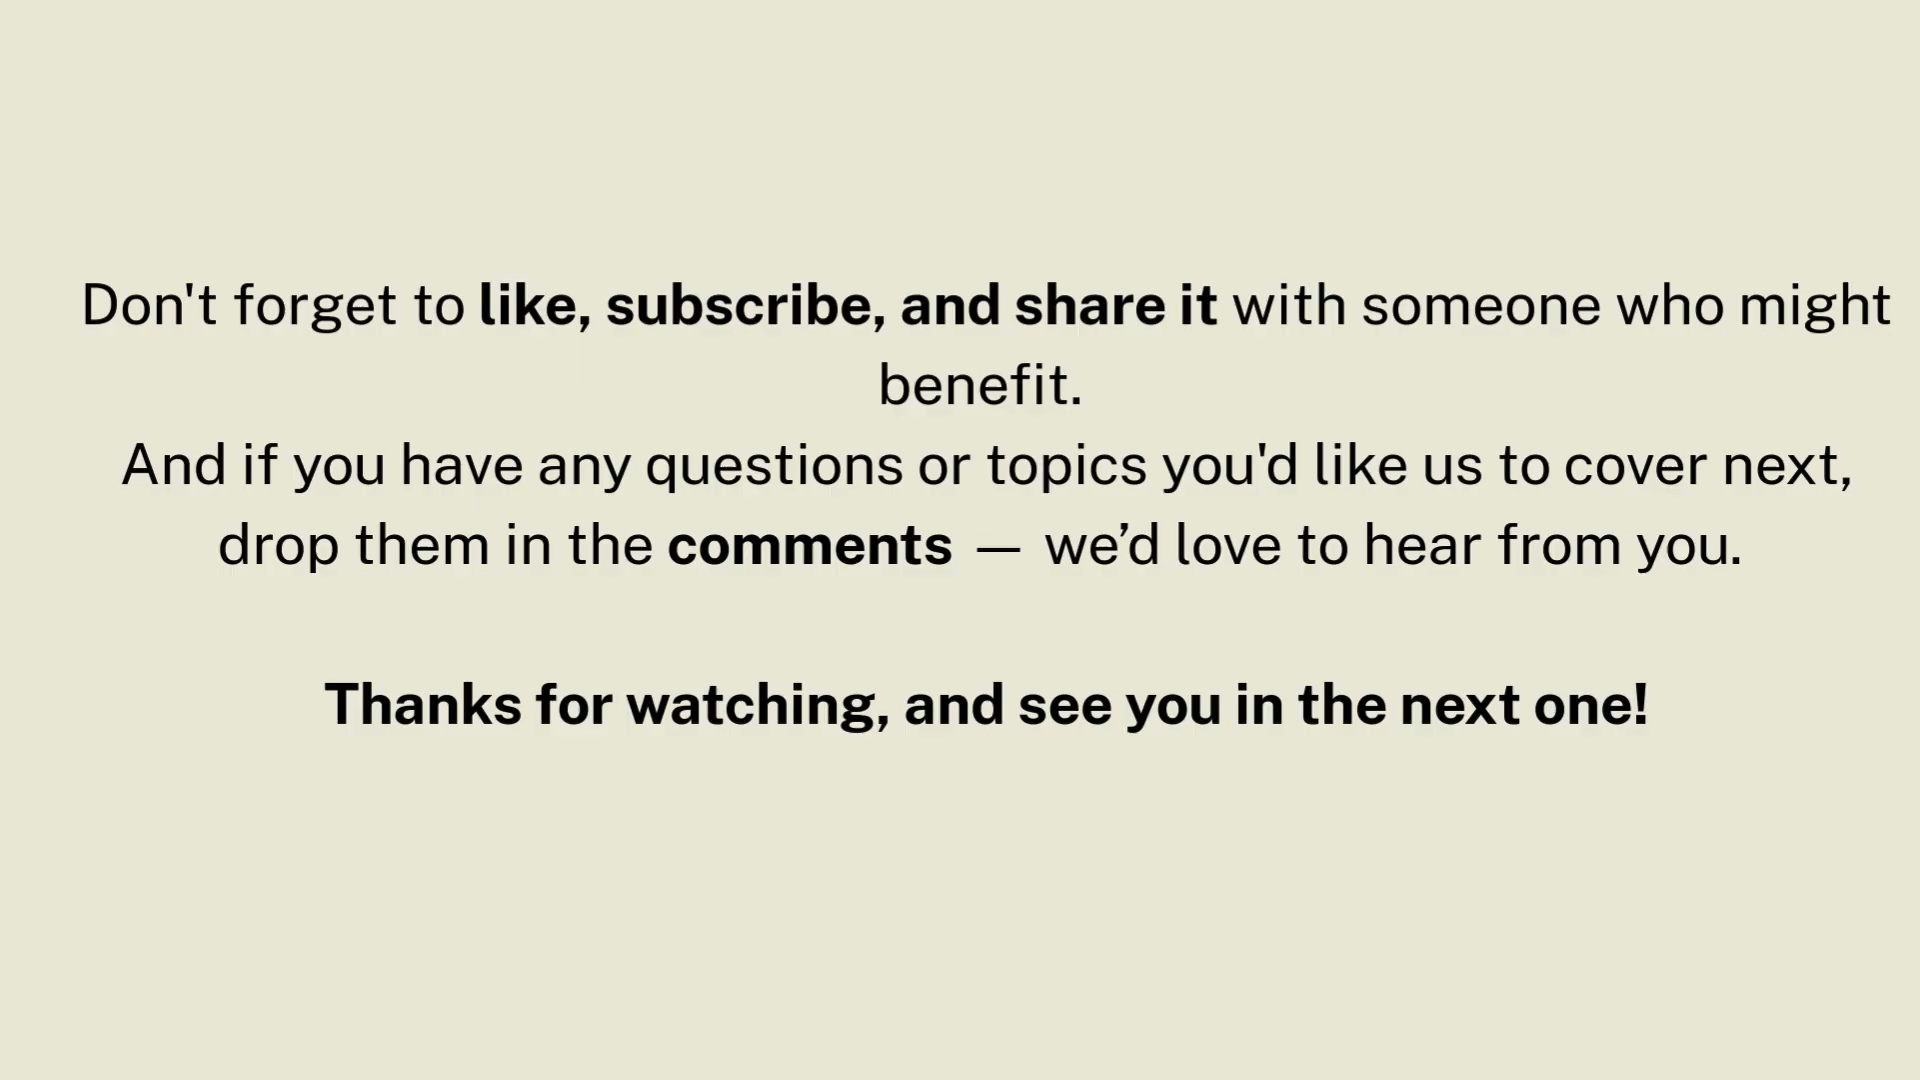 Don't forget to like, subscribe, and share it with someone who might
benefit.
And if you have any questions or topics you'd like us to cover next,
drop them in the comments — we’d love to hear from you.
Thanks for watching, and see you in the next one!